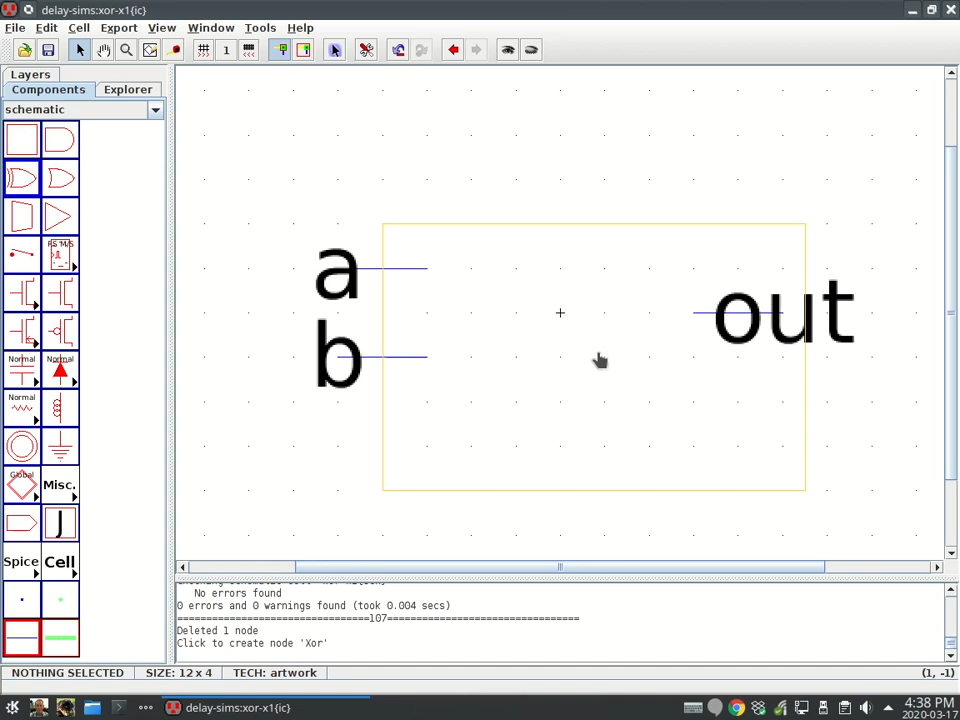 delay-sims:xor-x1{ic}
File Edit Cell Export View Window Tools Help
1
Layers
Components Explorer
schematic
RS M/S
Normal Normal
Normal
Global
Misc.
J
Spice Cell
a
b
out
No errors found
0 errors and 0 warnings found (took 0.004 secs)
================================107================================
Deleted 1 node
Click to create node 'Xor'
NOTHING SELECTED SIZE: 12 x 4 TECH: artwork (1, -1)
delay-sims:xor-x1{ic}
4:38 PM
2020-03-17